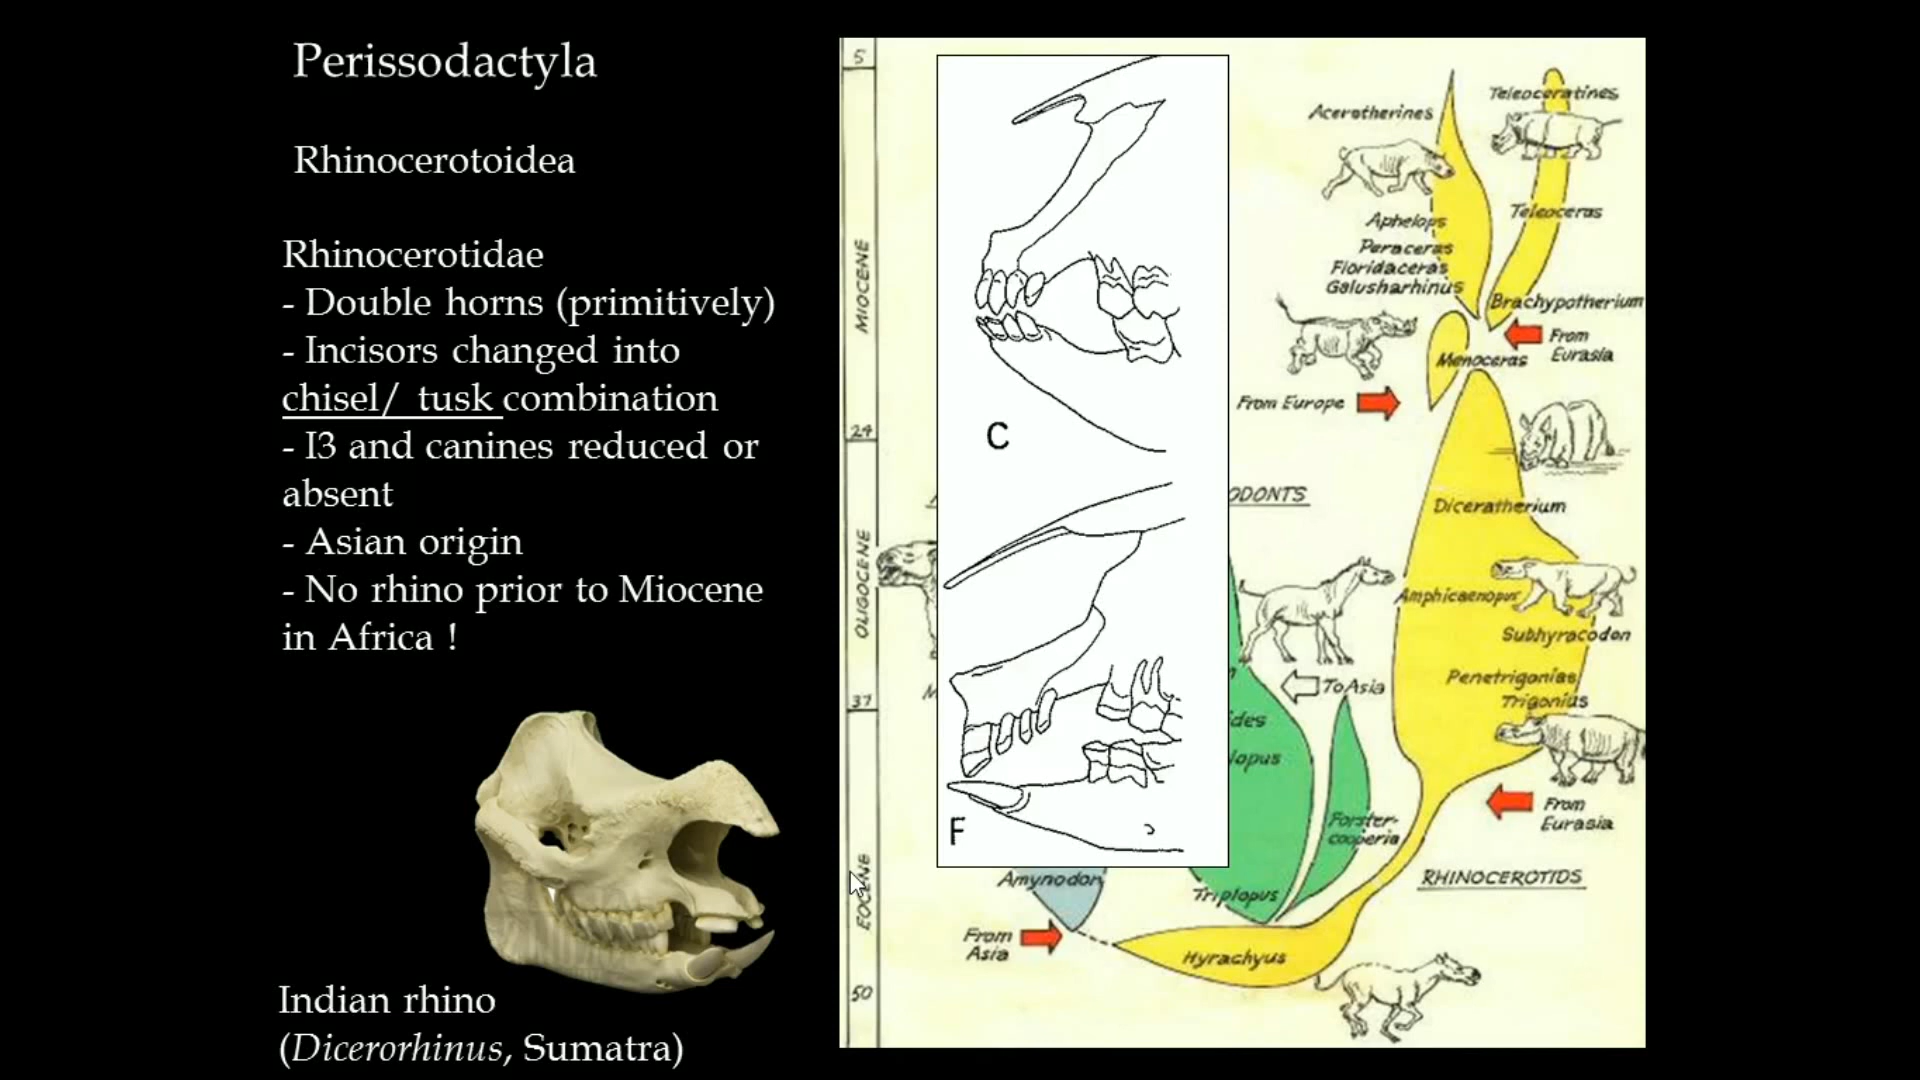 Perissodactyla
Rhinocerotoidea
Rhinocerotidae
- Double horns (primitively)
- Incisors changed into
chisel/ tusk combination
- I3 and canines reduced or
absent
- Asian origin
- No rhino prior to Miocene
in Africa !
Indian rhino
(Dicerorhinus, Sumatra)
5
MIOCENE
24
OLIGOCENE
37
EOCENE
50
C
F
Teleoceratines
Aceratherines
Teleoceras
Aphelops
Peraceras
Floridaceras
Galusharhinus
Brachypotherium
From
Eurasia
Menoceras
From Europe
ODONTS
Diceratherium
Amphicaenopus
Subhyracodon
Penetrigonias
Trigonias
To Asia
des
lopus
Forster-
cooperia
From
Eurasia
RHINOCEROTIDS
Amynodon
Triplopus
From
Asia
Hyrachyus